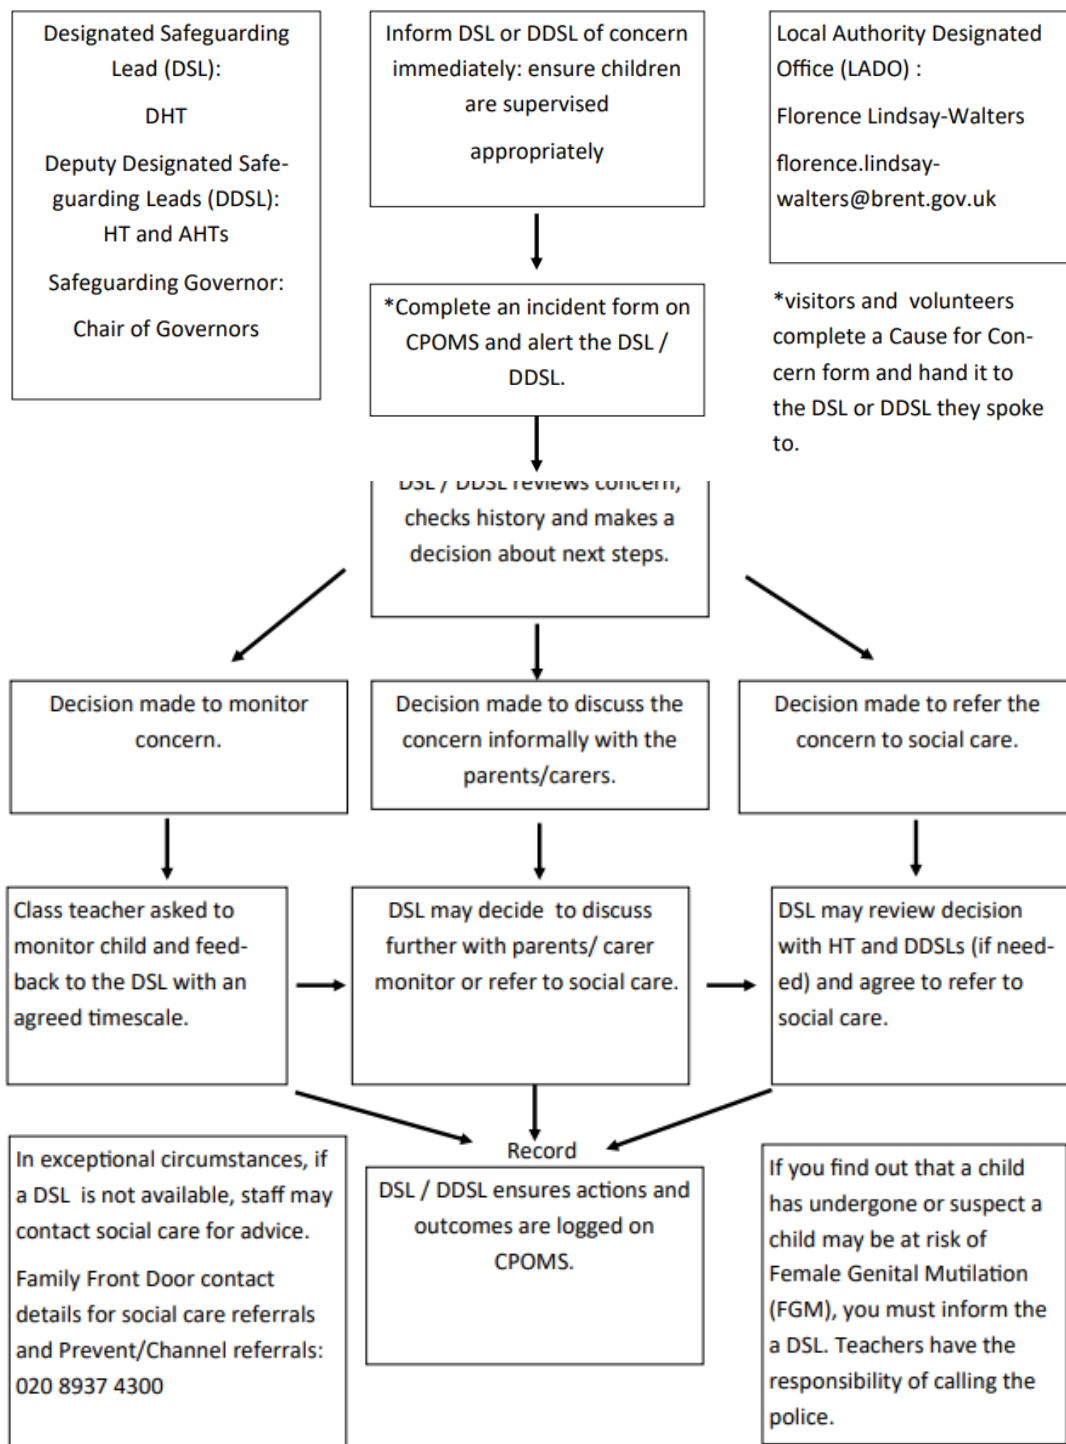 Designated Safeguarding
Lead (DSL):
DHT
Deputy Designated Safe-
guarding Leads (DDSL):
HT and AHTs
Safeguarding Governor:
Chair of Governors
Inform DSL or DDSL of concern
immediately: ensure children
are supervised
appropriately
Local Authority Designated
Office (LADO) :
Florence Lindsay-Walters
florence.lindsay-
walters@brent.gov.uk
*Complete an incident form on
CPOMS and alert the DSL /
DDSL.
*visitors and volunteers
complete a Cause for Con-
cern form and hand it to
the DSL or DDSL they spoke
to.
DSL / DDSL reviews concern,
checks history and makes a
decision about next steps.
Decision made to monitor
concern.
Decision made to discuss the
concern informally with the
parents/carers.
Decision made to refer the
concern to social care.
Class teacher asked to
monitor child and feed-
back to the DSL with an
agreed timescale.
DSL may decide to discuss
further with parents/ carer
monitor or refer to social care.
DSL may review decision
with HT and DDSLs (if need-
ed) and agree to refer to
social care.
Record
In exceptional circumstances, if
a DSL is not available, staff may
contact social care for advice.
Family Front Door contact
details for social care referrals
and Prevent/Channel referrals:
020 8937 4300
DSL / DDSL ensures actions and
outcomes are logged on
CPOMS.
If you find out that a child
has undergone or suspect a
child may be at risk of
Female Genital Mutilation
(FGM), you must inform the
a DSL. Teachers have the
responsibility of calling the
police.